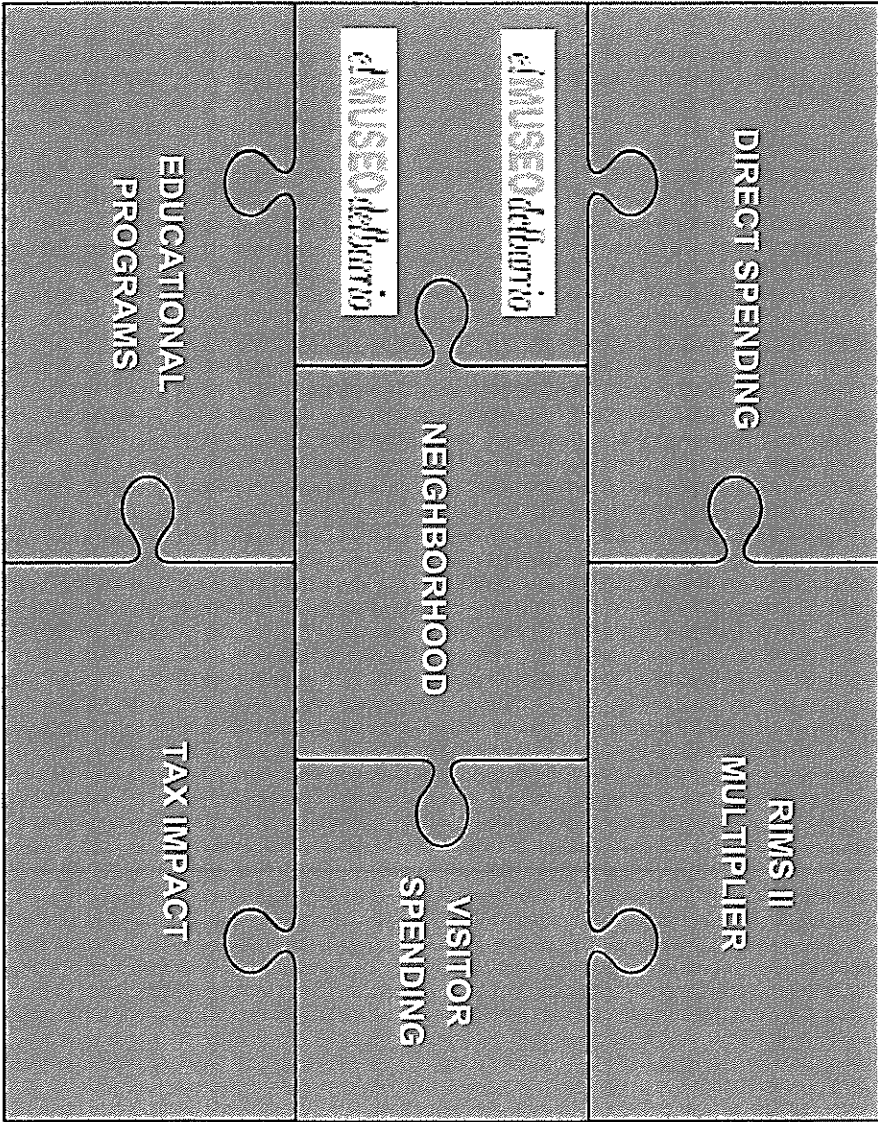 DIRECT SPENDING
RIMS II
MULTIPLIER
el MUSEO del barrio
el MUSEO del barrio
NEIGHBORHOOD
VISITOR
SPENDING
EDUCATIONAL
PROGRAMS
TAX IMPACT